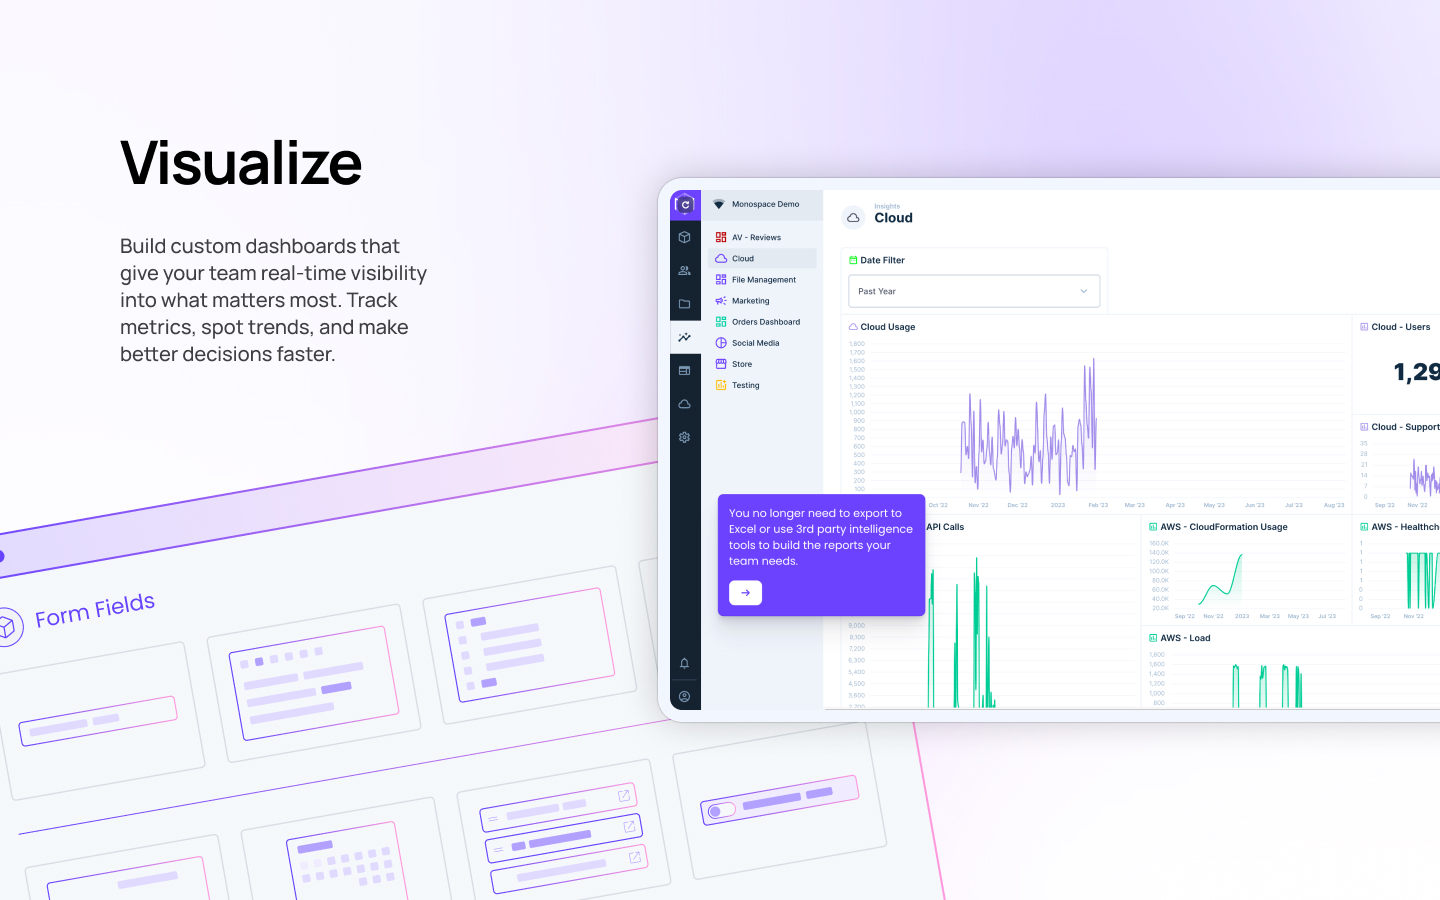 Visualize
Build custom dashboards that
give your team real-time visibility
into what matters most. Track
metrics, spot trends, and make
better decisions faster.
Form Fields
Monospace Demo
AV - Reviews
Cloud
File Management
Marketing
Orders Dashboard
Social Media
Store
Testing
Insights
Cloud
Date Filter
Past Year
Cloud Usage
1,800
1,700
1,600
1,500
1,400
1,300
1,200
1,100
1,000
900
800
700
600
500
400
300
200
100
Oct '22 Nov '22 Dec '22 2023 Feb '23 Mar '23 Apr '23 May '23 Jun '23 Jul '23 Aug '23
Cloud - Users
1,29
Cloud - Support
35
28
21
14
7
0
Sep '22 Nov '22
You no longer need to export to
Excel or use 3rd party intelligence
tools to build the reports your
team needs.
API Calls
9,000
8,100
7,200
6,300
5,400
4,500
3,600
2,700
AWS - CloudFormation Usage
160.0K
140.0K
120.0K
100.0K
80.0K
60.0K
40.0K
20.0K
Sep '22 Nov '22 2023 Mar '23 May '23 Jul '23
AWS - Healthch
1
1
1
1
0
0
0
Sep '22 Nov '22
AWS - Load
1,800
1,600
1,400
1,200
1,000
800